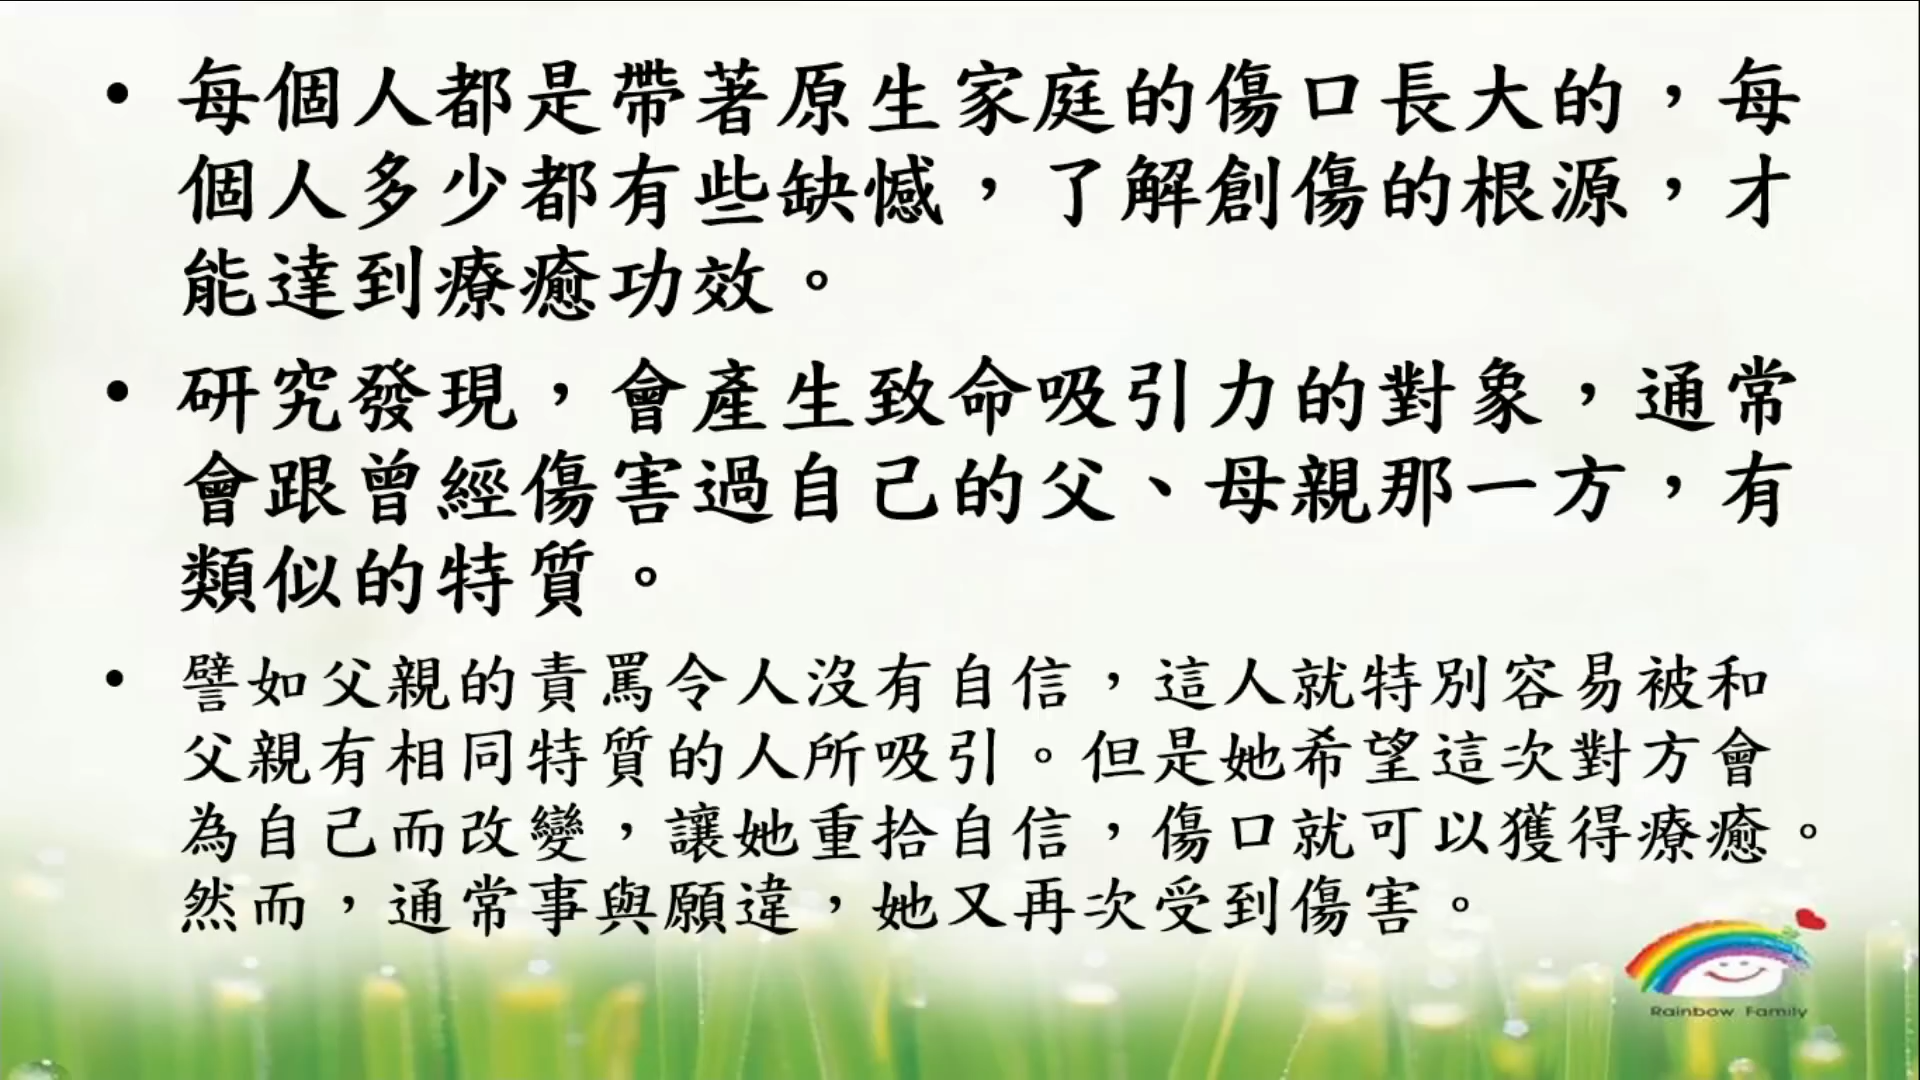 • 每個人都是帶著原生家庭的傷口長大的，每
個人多少都有些缺憾，了解創傷的根源，才
能達到療癒功效。
• 研究發現，會產生致命吸引力的對象，通常
會跟曾經傷害過自己的父、母親那一方，有
類似的特質。
• 譬如父親的責罵令人沒有自信，這人就特別容易被和
父親有相同特質的人所吸引。但是她希望這次對方會
為自己而改變，讓她重拾自信，傷口就可以獲得療癒。
然而，通常事與願違，她又再次受到傷害。
Rainbow Family